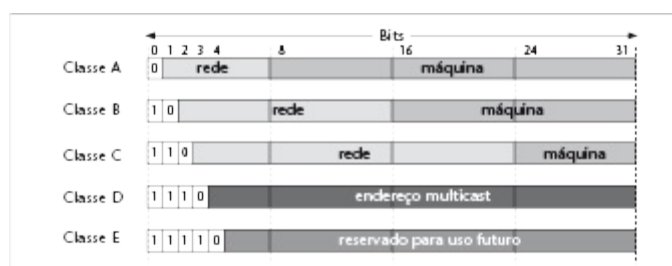 Bits
0 1 2 3 4 8 16 24 31
Classe A 0 rede máquina
Classe B 1 0 rede máquina
Classe C 1 1 0 rede máquina
Classe D 1 1 1 0 endereço multicast
Classe E 1 1 1 1 0 reservado para uso futuro